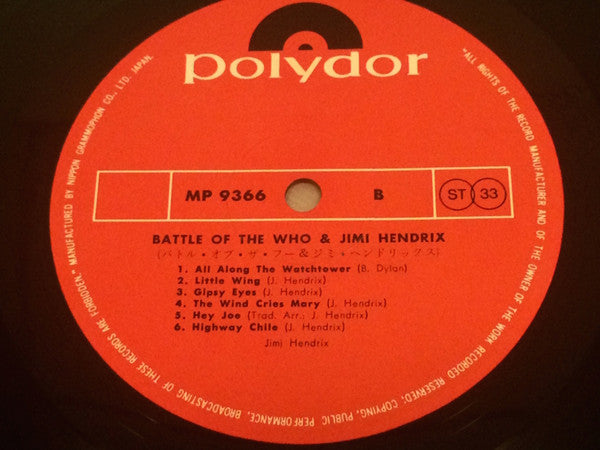 polydor
MP 9366
B
ST 33
BATTLE OF THE WHO & JIMI HENDRIX
(バトル・オブ・ザ・フー&ジミ・ヘンドリックス)
1. All Along The Watchtower (B. Dylan)
2. Little Wing (J. Hendrix)
3. Gipsy Eyes (J. Hendrix)
4. The Wind Cries Mary (J. Hendrix)
5. Hey Joe (Trad. Arr.: J. Hendrix)
6. Highway Chile (J. Hendrix)
Jimi Hendrix
"ALL RIGHTS OF THE RECORD MANUFACTURER AND OF THE OWNER OF THE WORK RESERVED; COPYING, PUBLIC PERFORMANCE, BROADCASTING OF THESE RECORDS ARE FORBIDDEN." MANUFACTURED BY NIPPON GRAMMOPHON CO., LTD. JAPAN.